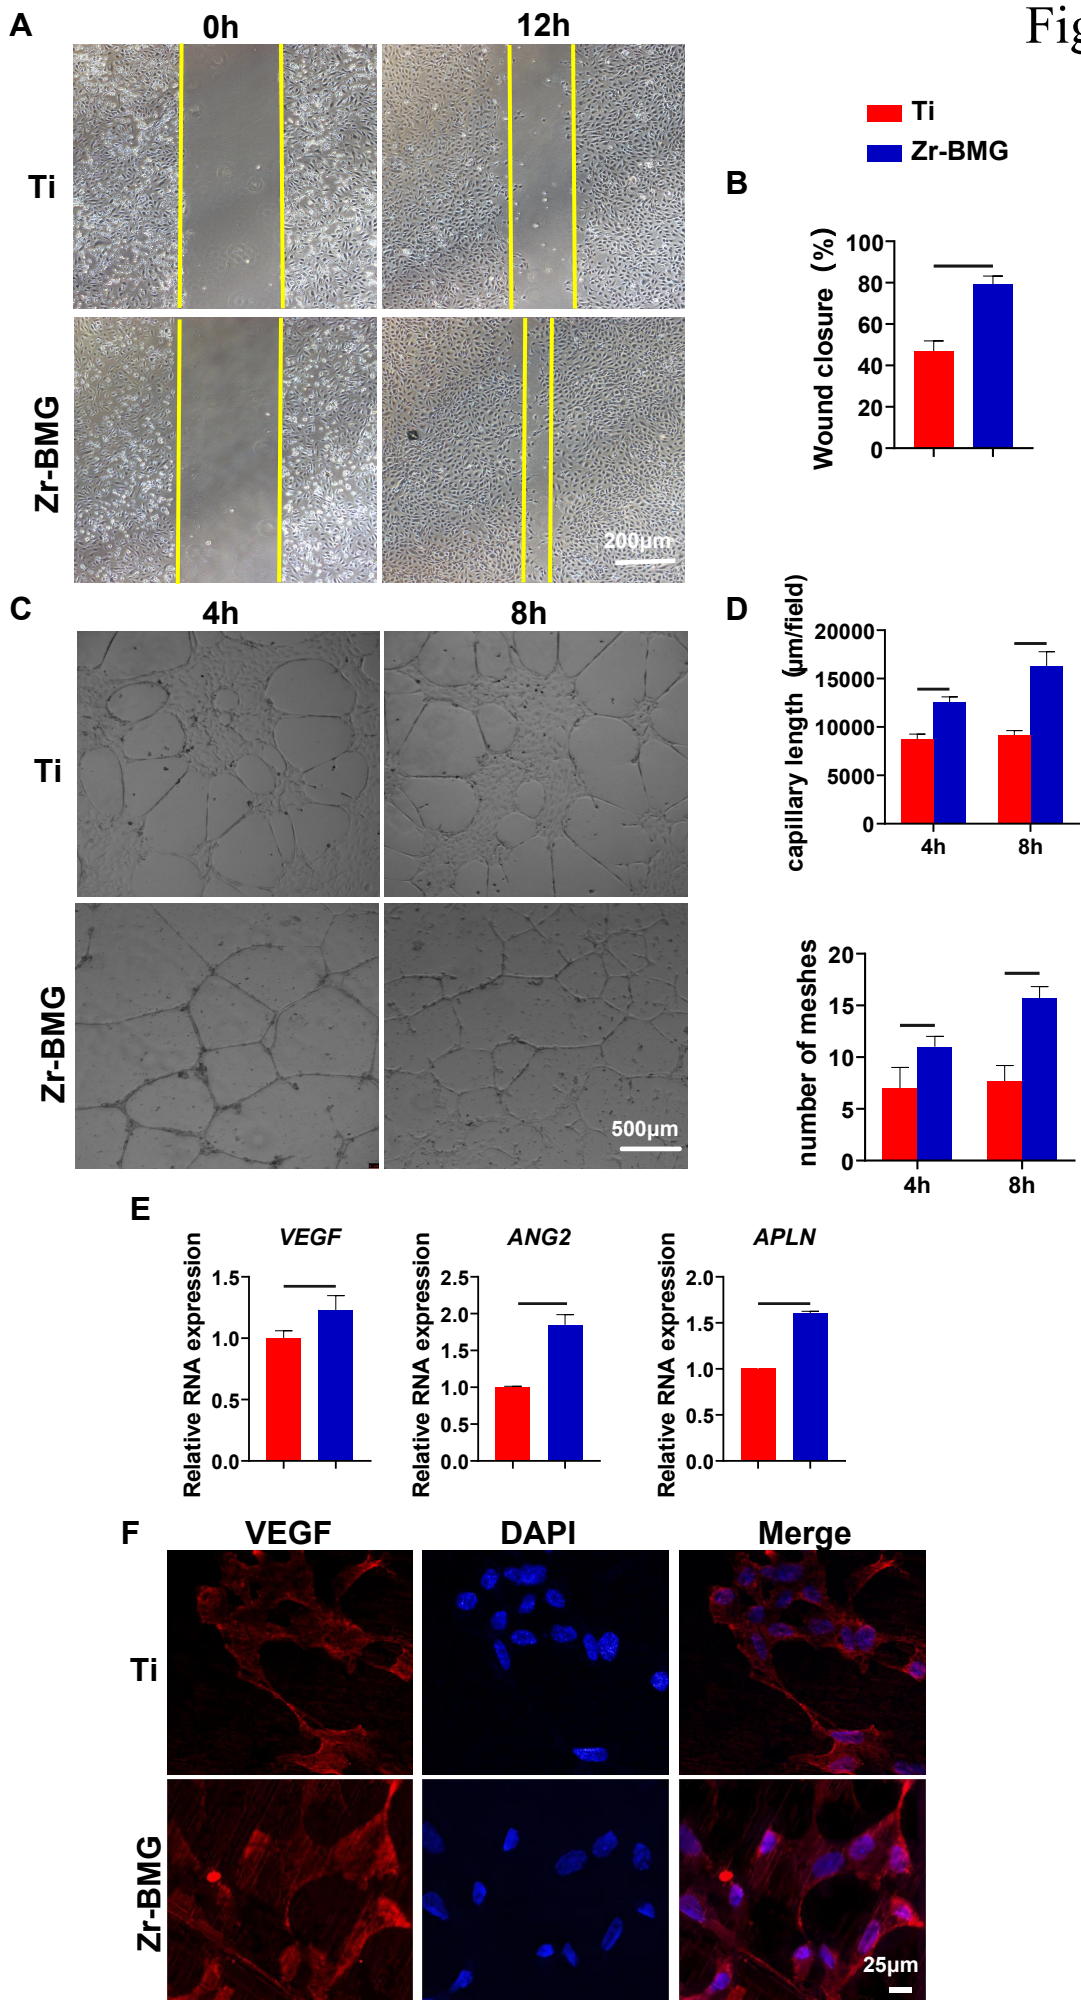 Fig
A
0h
12h
Ti
Zr-BMG
200µm
Ti
Zr-BMG
B
Wound closure (%)
100
80
60
40
20
0
C
4h
8h
Ti
Zr-BMG
500µm
D
capillary length (µm/field)
20000
15000
10000
5000
0
4h
8h
number of meshes
20
15
10
5
0
4h
8h
E
VEGF
Relative RNA expression
1.5
1.0
0.5
0.0
ANG2
Relative RNA expression
2.5
2.0
1.5
1.0
0.5
0.0
APLN
Relative RNA expression
2.0
1.5
1.0
0.5
0.0
F
VEGF
DAPI
Merge
Ti
Zr-BMG
25µm